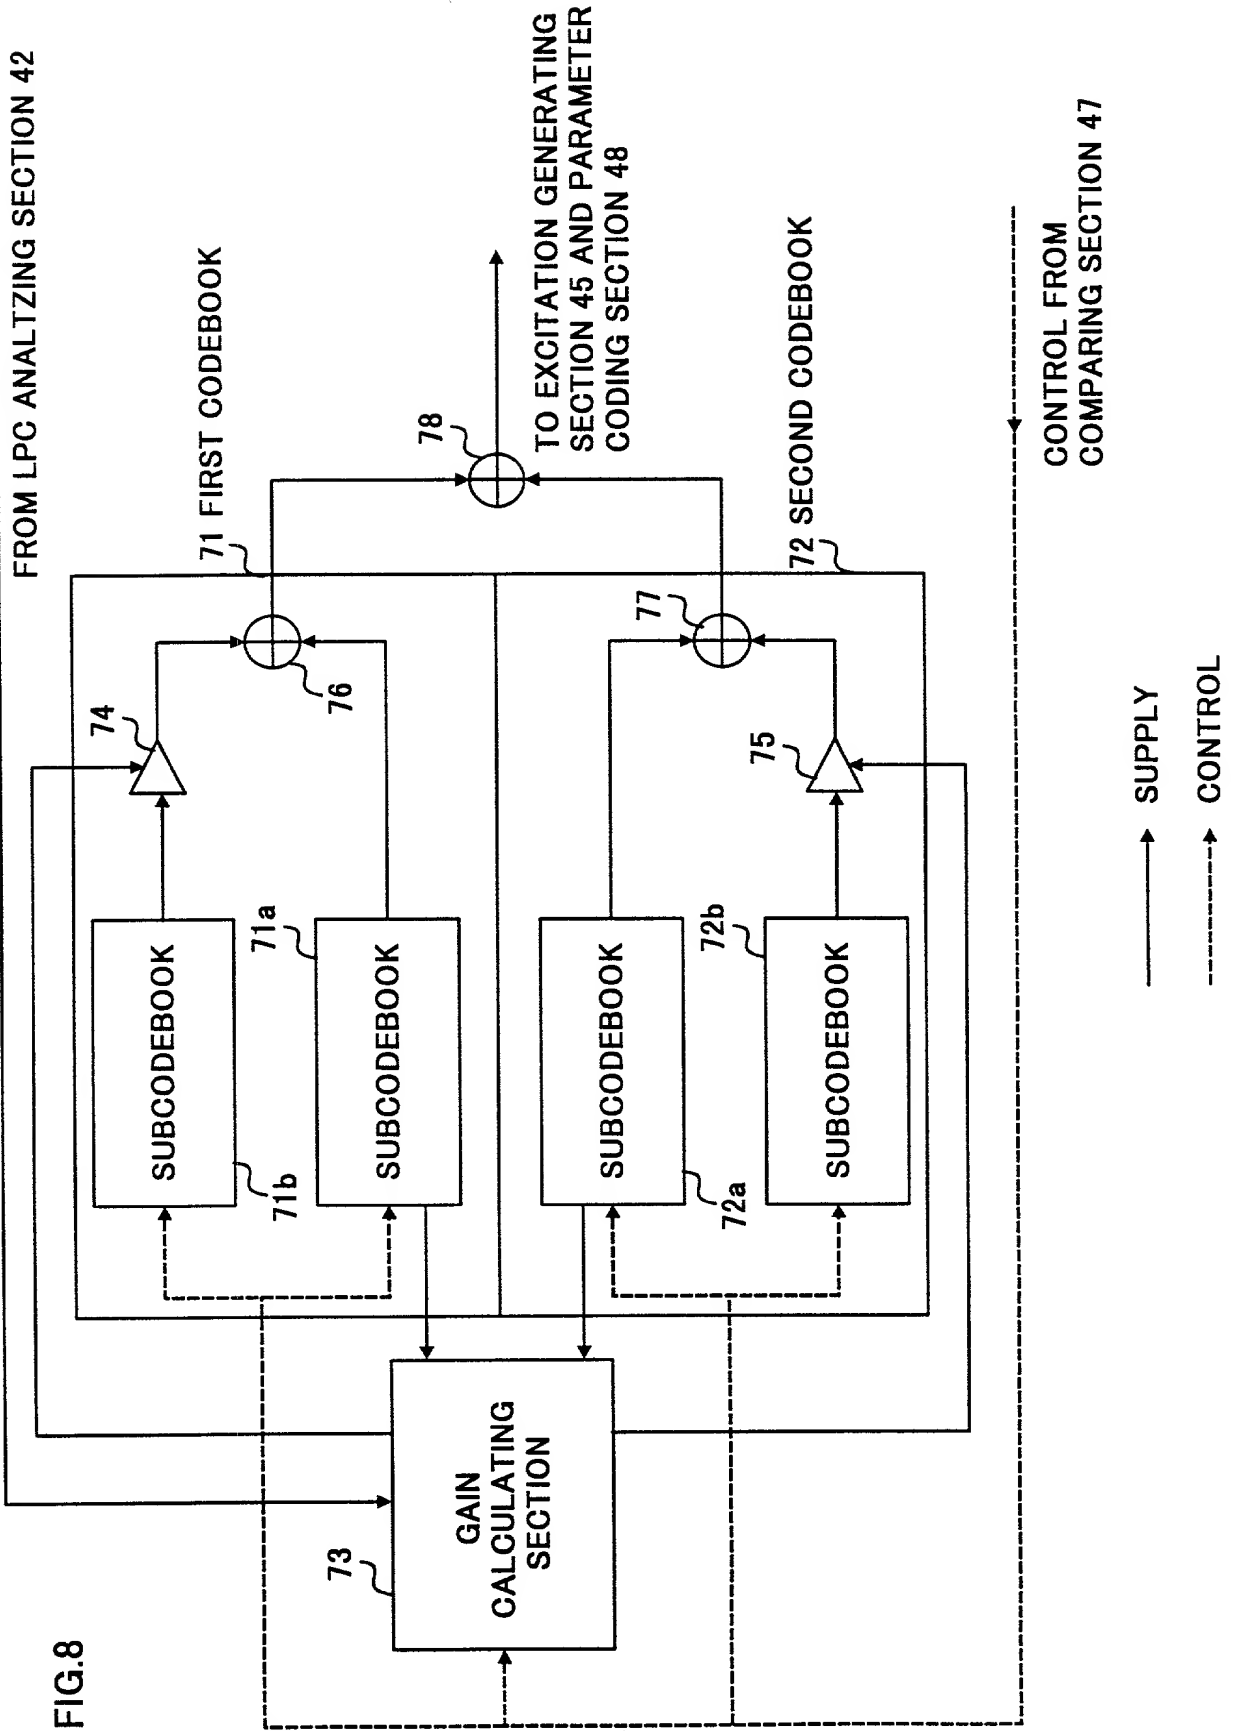 FIG.8
FROM LPC ANALTZING SECTION 42
71 FIRST CODEBOOK
74
SUBCODEBOOK
71b
76
71a
SUBCODEBOOK
78
TO EXCITATION GENERATING
SECTION 45 AND PARAMETER
CODING SECTION 48
73
GAIN
CALCULATING
SECTION
SUBCODEBOOK
72a
77
72b
SUBCODEBOOK
75
72 SECOND CODEBOOK
CONTROL FROM
COMPARING SECTION 47
SUPPLY
CONTROL